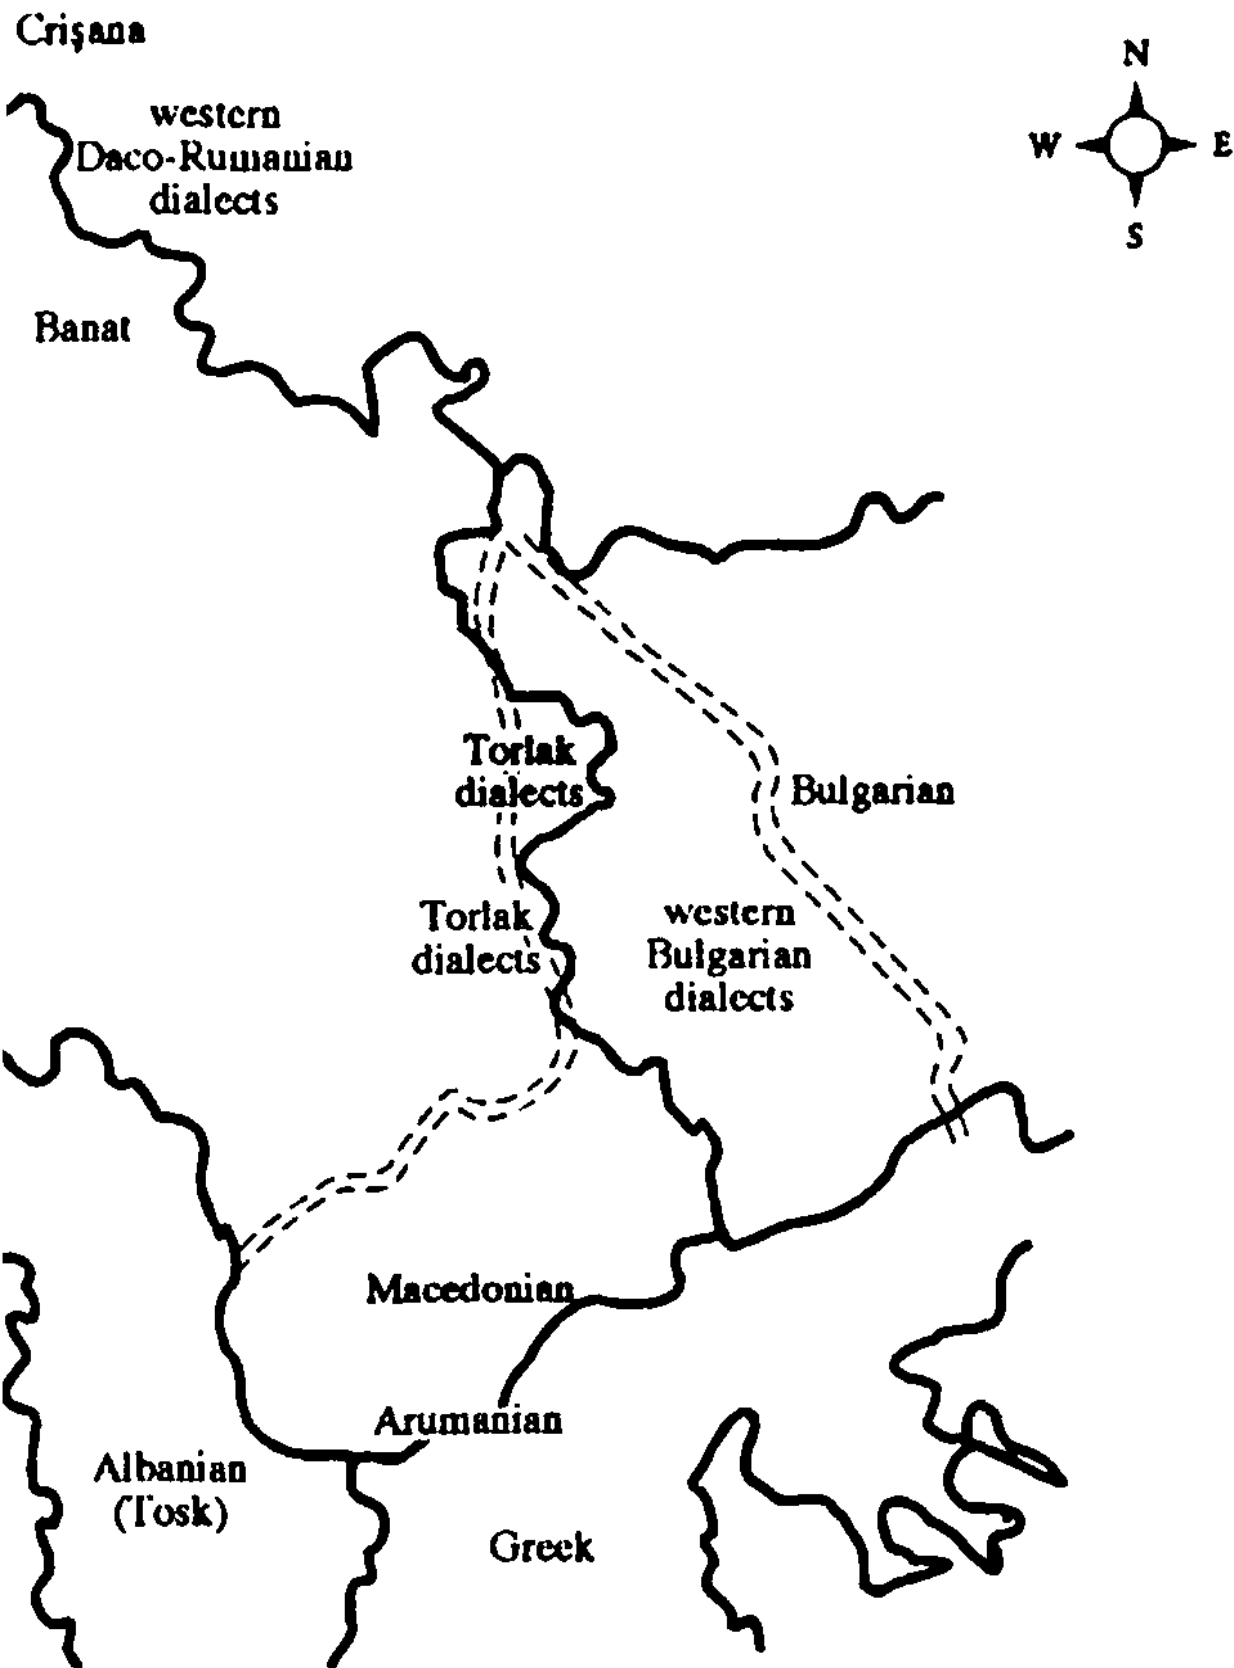 Crişana
N
western
W
E
Daco-Rumanian
dialects
S
Banat
Torlak
dialects
Bulgarian
Torlak
dialects
western
Bulgarian
dialects
Macedonian
Arumanian
Albanian
(Tosk)
Greek